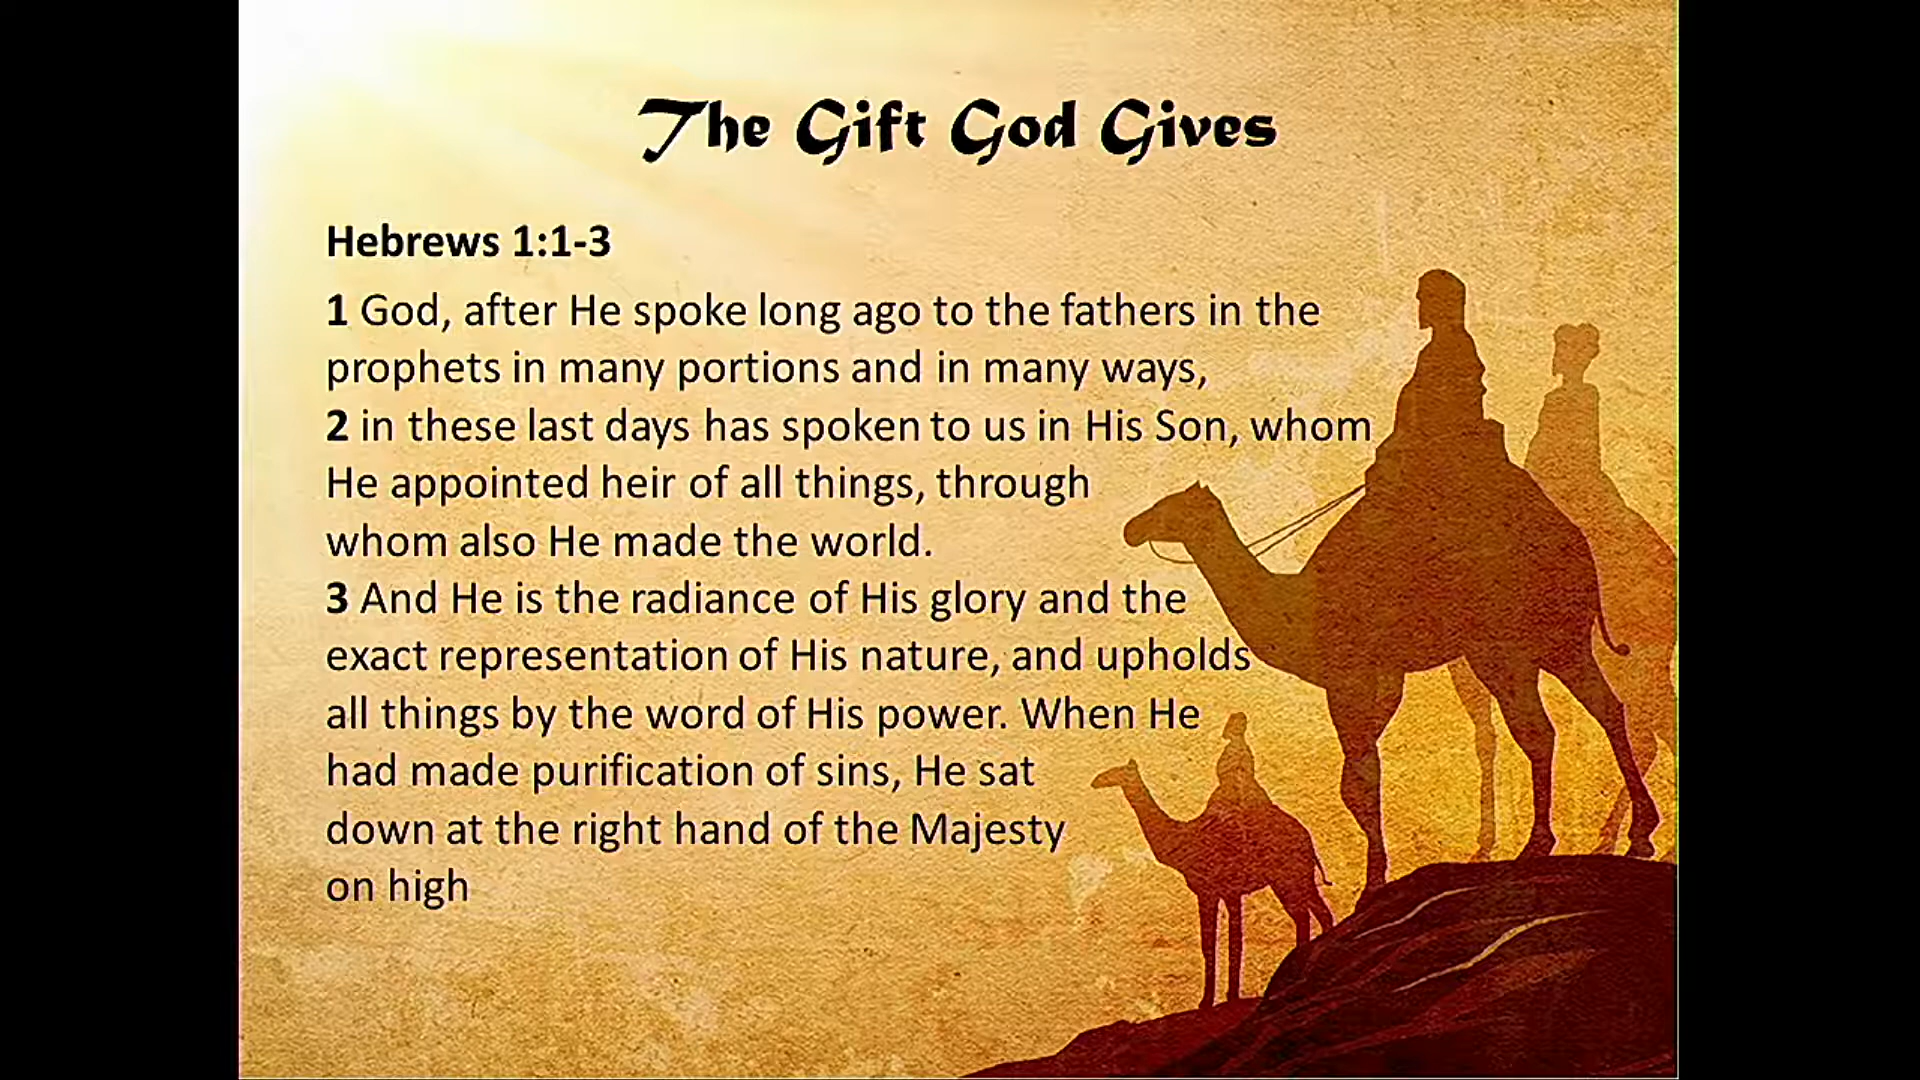 The Gift God Gives
Hebrews 1:1-3
1 God, after He spoke long ago to the fathers in the
prophets in many portions and in many ways,
2 in these last days has spoken to us in His Son, whom
He appointed heir of all things, through
whom also He made the world.
3 And He is the radiance of His glory and the
exact representation of His nature, and upholds
all things by the word of His power. When He
had made purification of sins, He sat
down at the right hand of the Majesty
on high